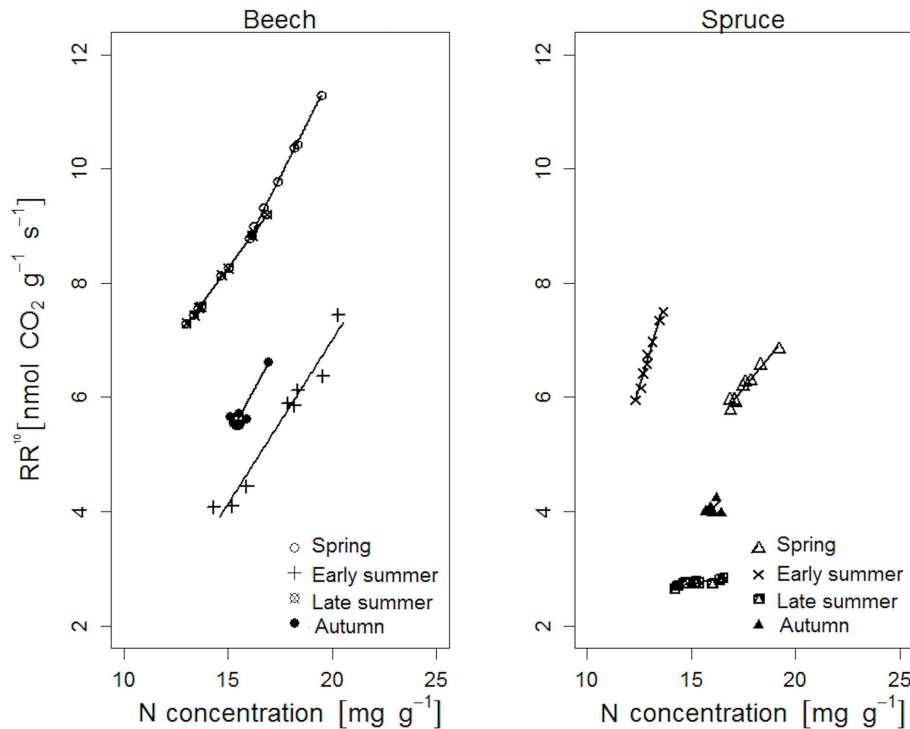 Beech
Spruce
RR¹⁰ [nmol CO₂ g⁻¹ s⁻¹]
12
10
8
6
4
2
Spring
Early summer
Late summer
Autumn
10 15 20 25
N concentration [mg g⁻¹]
12
10
8
6
4
2
Spring
Early summer
Late summer
Autumn
10 15 20 25
N concentration [mg g⁻¹]